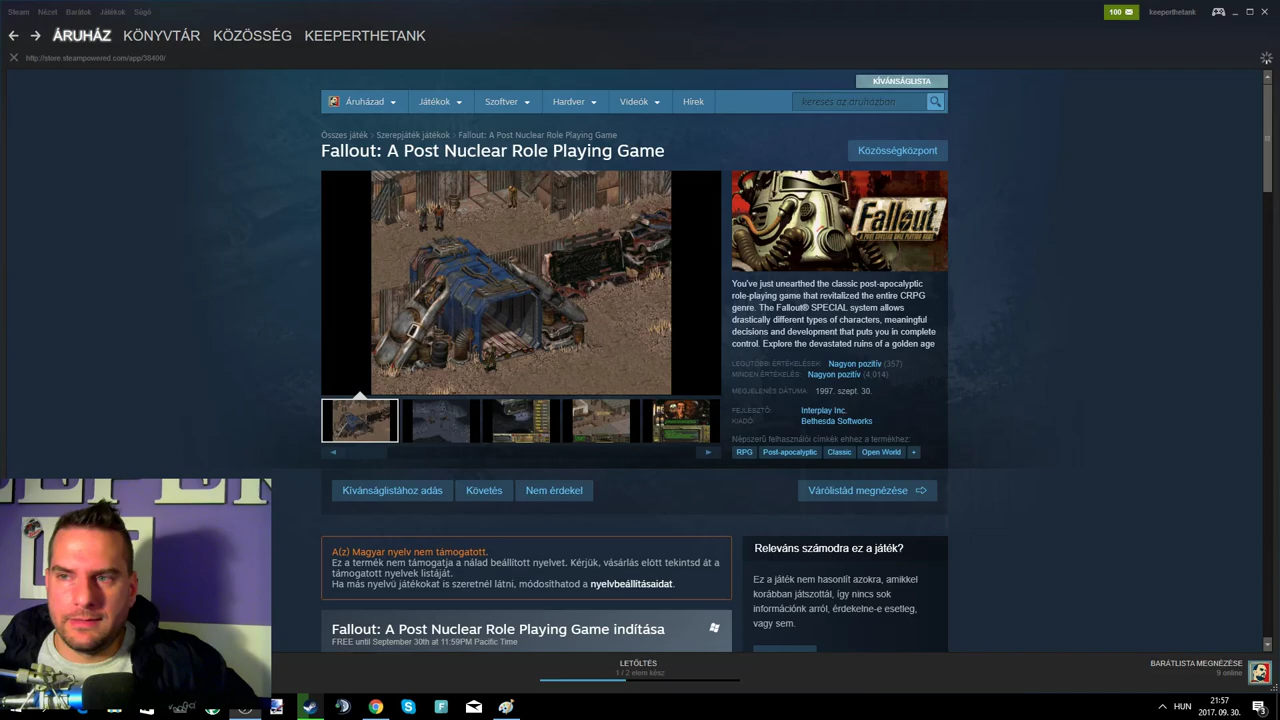 Steam Nézet Barátok Játékok Súgó
100 keeperthetank
ÁRUHÁZ KÖNYVTÁR KÖZÖSSÉG KEEPERTHETANK
http://store.steampowered.com/app/38400/
KÍVÁNSÁGLISTA
Áruházad Játékok Szoftver Hardver Videók Hírek keresés az áruházban
Összes játék > Szerepjáték játékok > Fallout: A Post Nuclear Role Playing Game
Fallout: A Post Nuclear Role Playing Game
Közösségközpont
Fallout
You've just unearthed the classic post-apocalyptic
role-playing game that revitalized the entire CRPG
genre. The Fallout® SPECIAL system allows
drastically different types of characters, meaningful
decisions and development that puts you in complete
control. Explore the devastated ruins of a golden age
LEGUTÓBBI ÉRTÉKELÉSEK: Nagyon pozitív (357)
MINDEN ÉRTÉKELÉS: Nagyon pozitív (4,014)
MEGJELENÉS DÁTUMA: 1997. szept. 30.
FEJLESZTŐ: Interplay Inc.
KIADÓ: Bethesda Softworks
Népszerű felhasználói címkék ehhez a termékhez:
RPG Post-apocalyptic Classic Open World +
Kívánságlistához adás Követés Nem érdekel Várólistád megnézése
A(z) Magyar nyelv nem támogatott.
Ez a termék nem támogatja a nálad beállított nyelvet. Kérjük, vásárlás elött tekintsd át a
támogatott nyelvek listáját.
Ha más nyelvű játékokat is szeretnél látni, módosíthatod a nyelvbeállításaidat.
Releváns számodra ez a játék?
Ez a játék nem hasonlít azokra, amikkel
korábban játszottál, így nincs sok
információnk arról, érdekelne-e esetleg,
vagy sem.
Fallout: A Post Nuclear Role Playing Game indítása
FREE until September 30th at 11:59PM Pacific Time
LETÖLTÉS
1 / 2 elem kész
BARÁTLISTA MEGNÉZÉSE
9 online
HUN
21:57
2017. 09. 30.
3